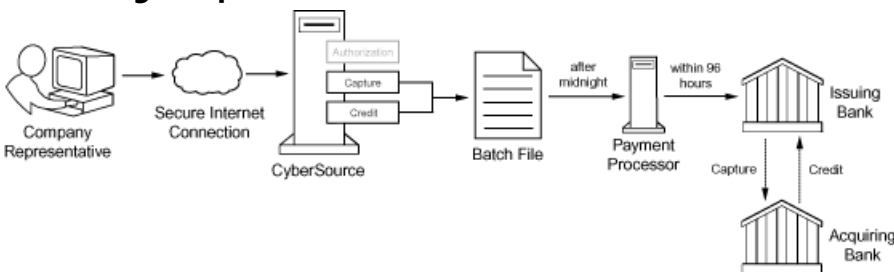 Authorization
Capture
Credit
after
midnight
within 96
hours
Issuing
Bank
Company
Representative
Secure Internet
Connection
CyberSource
Batch File
Payment
Processor
Capture
Credit
Acquiring
Bank